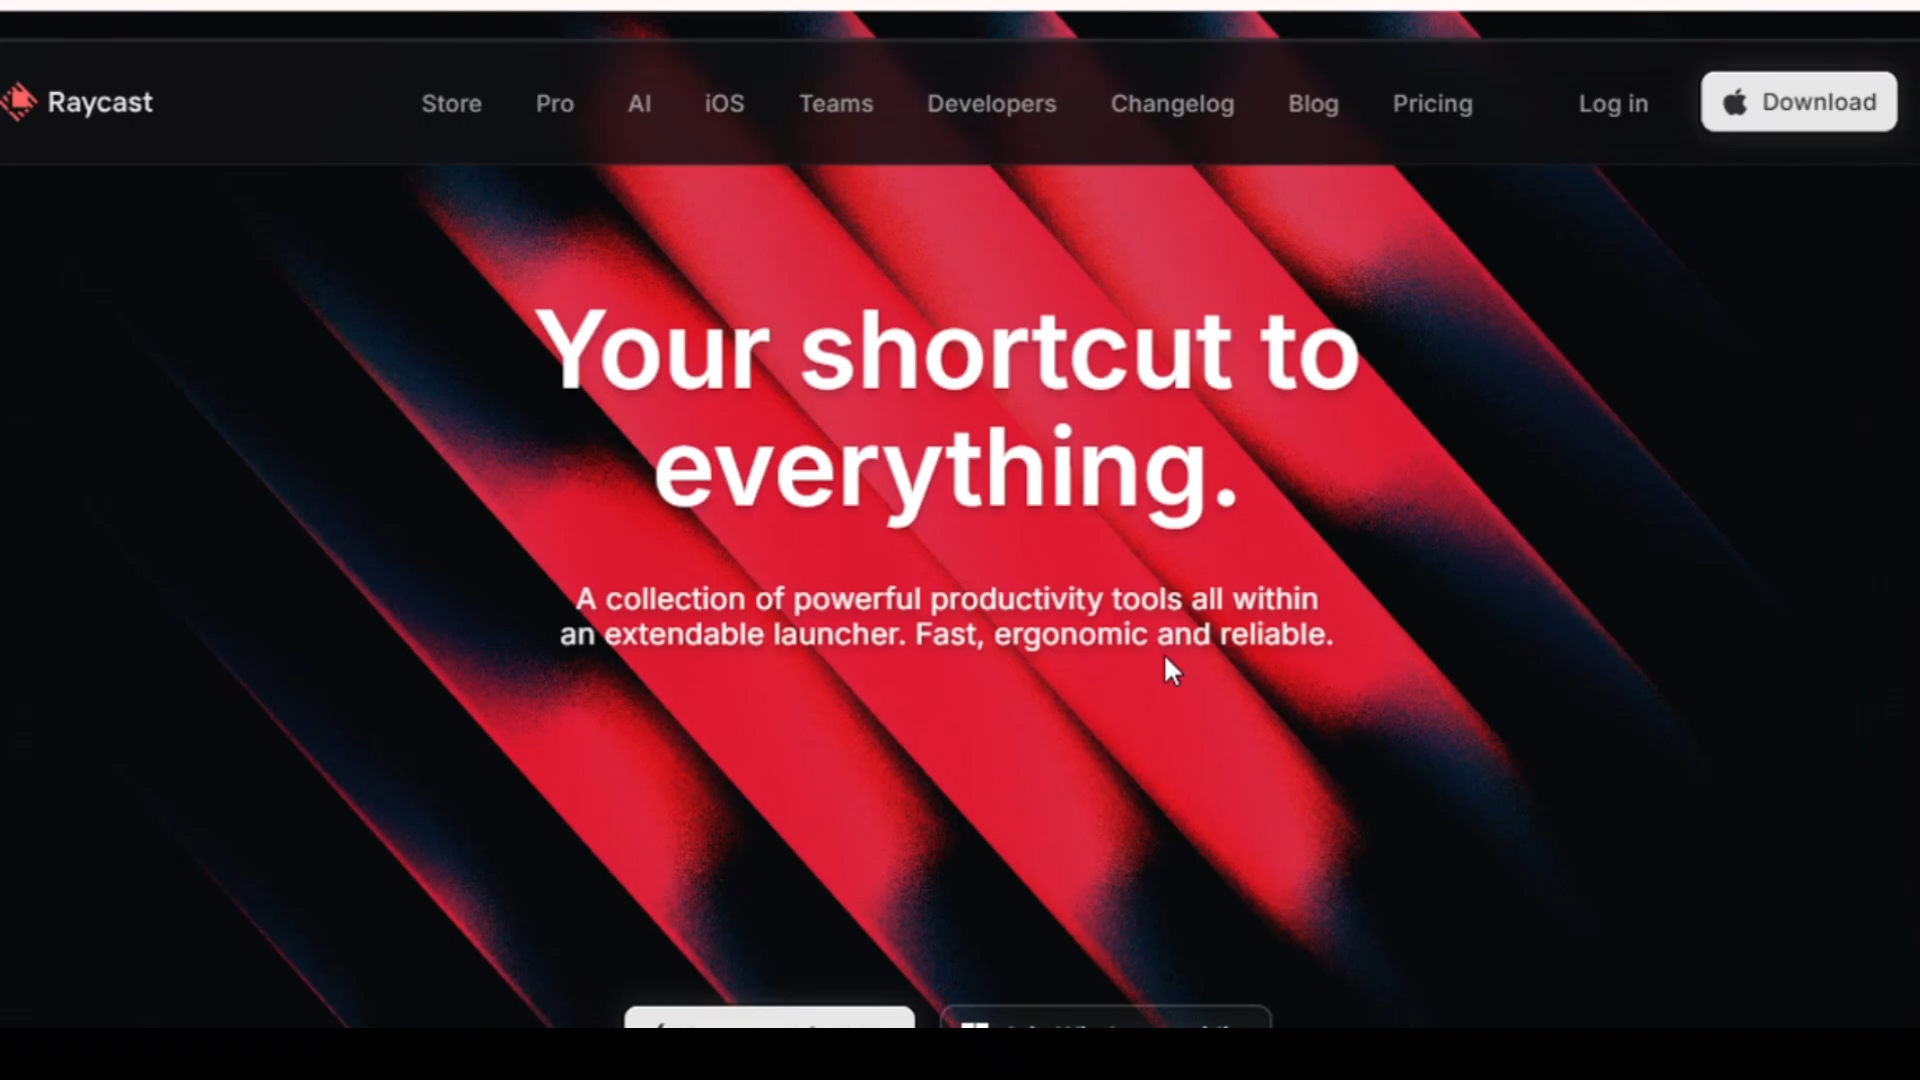 Raycast
Store
Pro
AI
iOS
Teams
Developers
Changelog
Blog
Pricing
Log in
Download
Your shortcut to
everything.
A collection of powerful productivity tools all within
an extendable launcher. Fast, ergonomic and reliable.